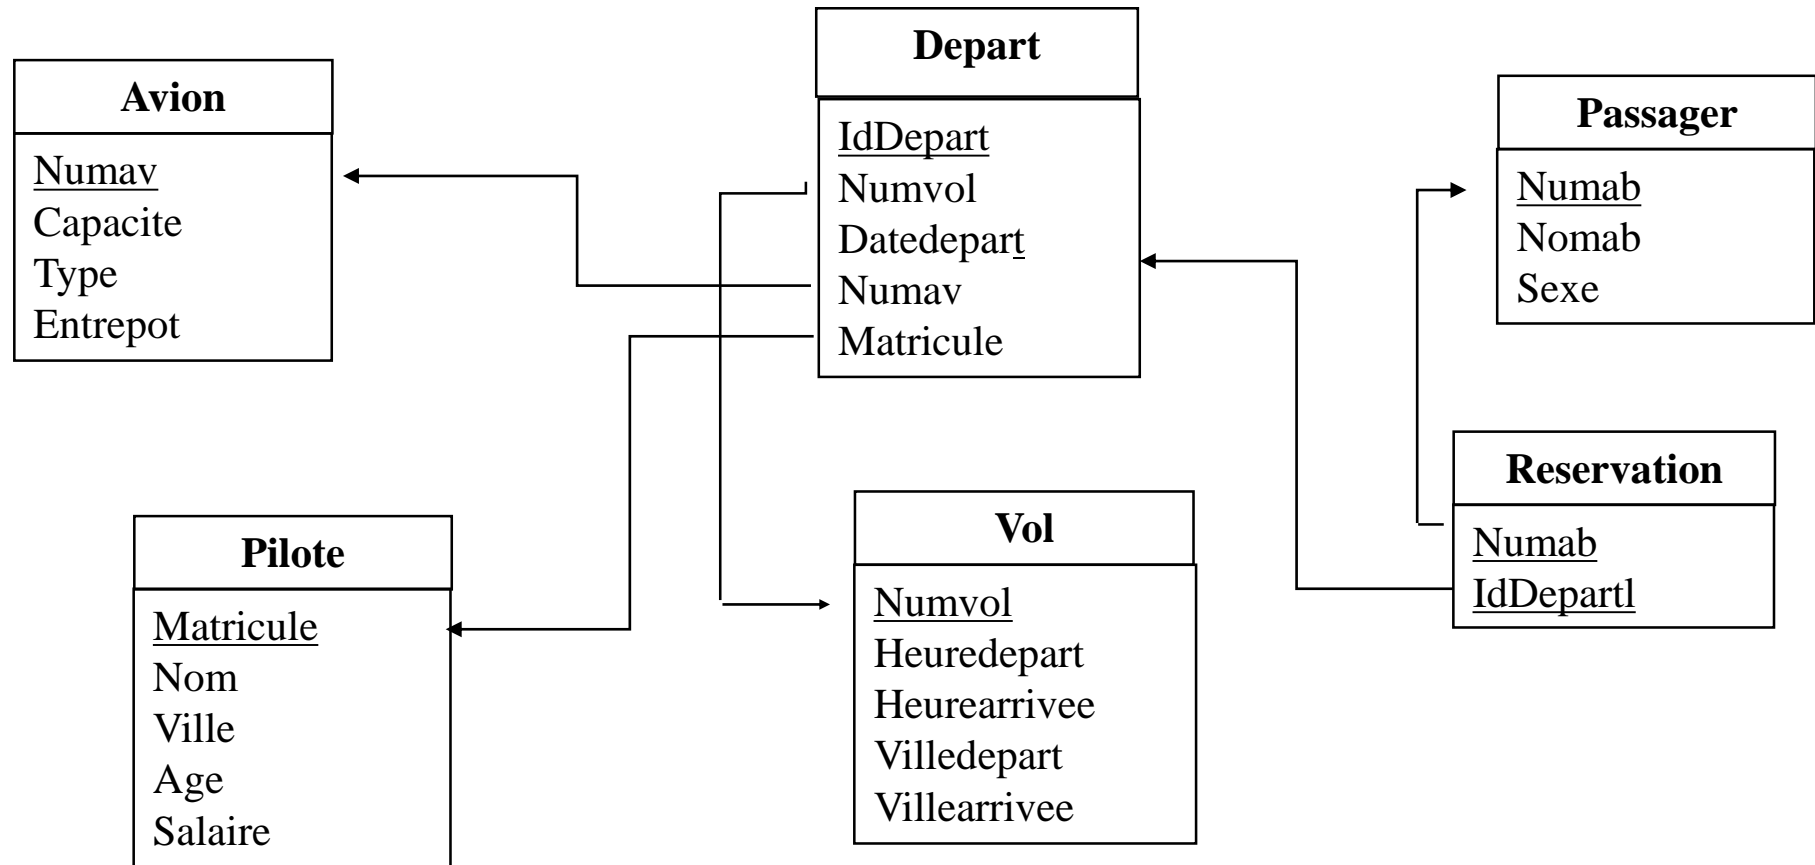 Avion
Numav
Capacite
Type
Entrepot
Depart
IdDepart
Numvol
Datedepart
Numav
Matricule
Passager
Numab
Nomab
Sexe
Pilote
Matricule
Nom
Ville
Age
Salaire
Vol
Numvol
Heuredepart
Heurearrivee
Villedepart
Villearrivee
Reservation
Numab
IdDepartl